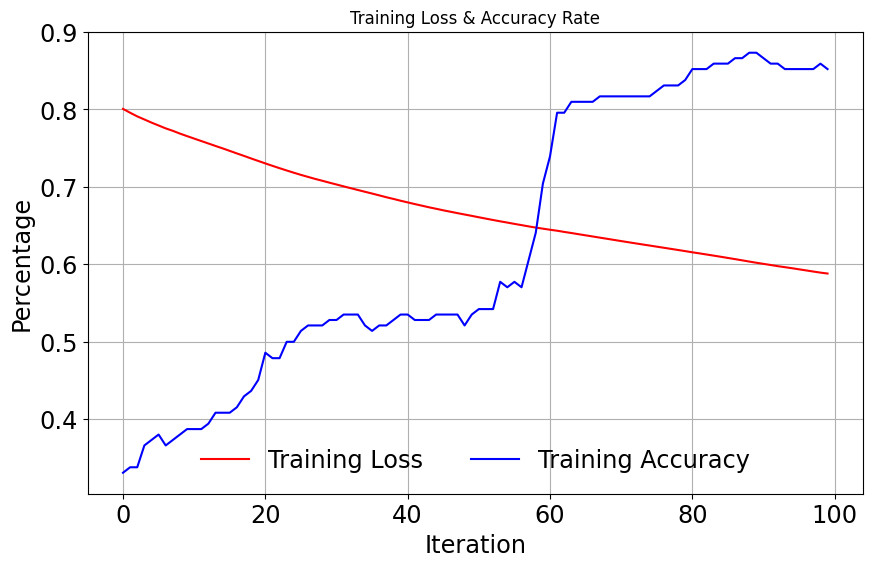 Training Loss & Accuracy Rate
0.9
0.8
0.7
0.6
0.5
0.4
Percentage
Training Loss
Training Accuracy
0 20 40 60 80 100
Iteration